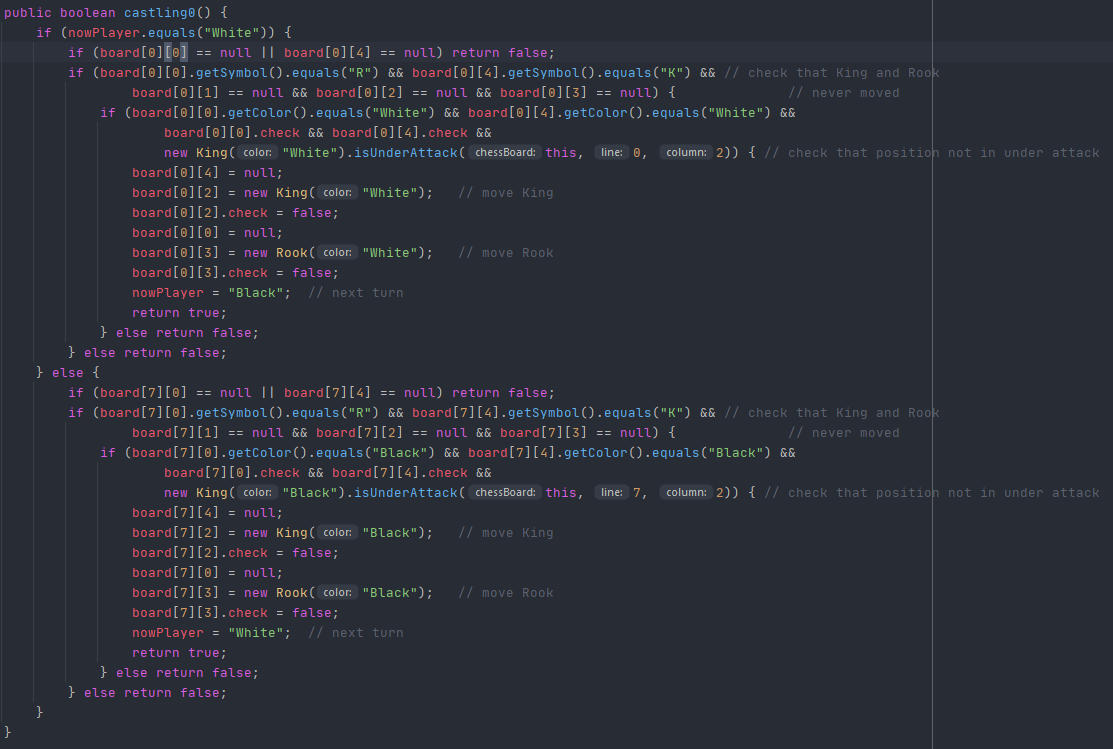 public boolean castling0() {
    if (nowPlayer.equals("White")) {
        if (board[0][0] == null || board[0][4] == null) return false;
        if (board[0][0].getSymbol().equals("R") && board[0][4].getSymbol().equals("K") && // check that King and Rook
                board[0][1] == null && board[0][2] == null && board[0][3] == null) {              // never moved
            if (board[0][0].getColor().equals("White") && board[0][4].getColor().equals("White") &&
                    board[0][0].check && board[0][4].check &&
                    new King( color: "White").isUnderAttack( chessBoard: this, line: 0, column: 2)) { // check that position not in under attack
                board[0][4] = null;
                board[0][2] = new King( color: "White");   // move King
                board[0][2].check = false;
                board[0][0] = null;
                board[0][3] = new Rook( color: "White");   // move Rook
                board[0][3].check = false;
                nowPlayer = "Black";  // next turn
                return true;
            } else return false;
        } else return false;
    } else {
        if (board[7][0] == null || board[7][4] == null) return false;
        if (board[7][0].getSymbol().equals("R") && board[7][4].getSymbol().equals("K") && // check that King and Rook
                board[7][1] == null && board[7][2] == null && board[7][3] == null) {              // never moved
            if (board[7][0].getColor().equals("Black") && board[7][4].getColor().equals("Black") &&
                    board[7][0].check && board[7][4].check &&
                    new King( color: "Black").isUnderAttack( chessBoard: this, line: 7, column: 2)) { // check that position not in under attack
                board[7][4] = null;
                board[7][2] = new King( color: "Black");   // move King
                board[7][2].check = false;
                board[7][0] = null;
                board[7][3] = new Rook( color: "Black");   // move Rook
                board[7][3].check = false;
                nowPlayer = "White";  // next turn
                return true;
            } else return false;
        } else return false;
    }
}